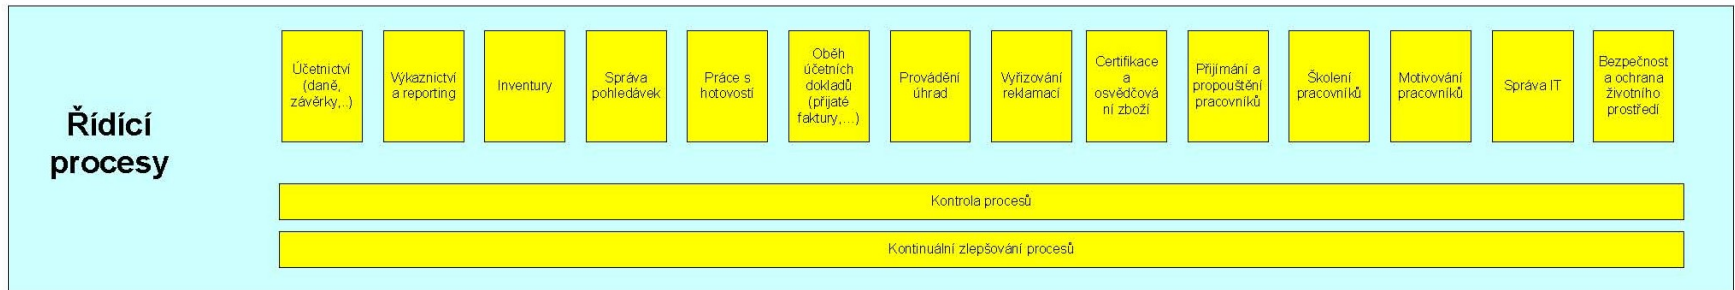 Řídící
procesy
Účetnictví
(daně,
závěrky,..)
Výkaznictví
a reporting
Inventury
Správa
pohledávek
Práce s
hotovostí
Oběh
účetních
dokladů
(přijaté
faktury,...)
Provádění
úhrad
Vyřizování
reklamací
Certifikace
a
osvědčová
ní zboží
Přijímání a
propouštění
pracovníků
Školení
pracovníků
Motivování
pracovníků
Správa IT
Bezpečnost
a ochrana
životního
prostředí
Kontrola procesů
Kontinuální zlepšování procesů